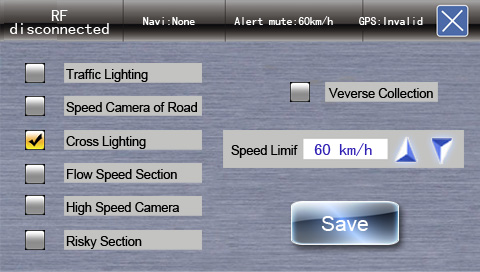 RF
disconnected
Navi:None
Alert mute:60km/h
GPS:Invalid
Traffic Lighting
Speed Camera of Road
Cross Lighting
Flow Speed Section
High Speed Camera
Risky Section
Veverse Collection
Speed Limif 60 km/h
Save